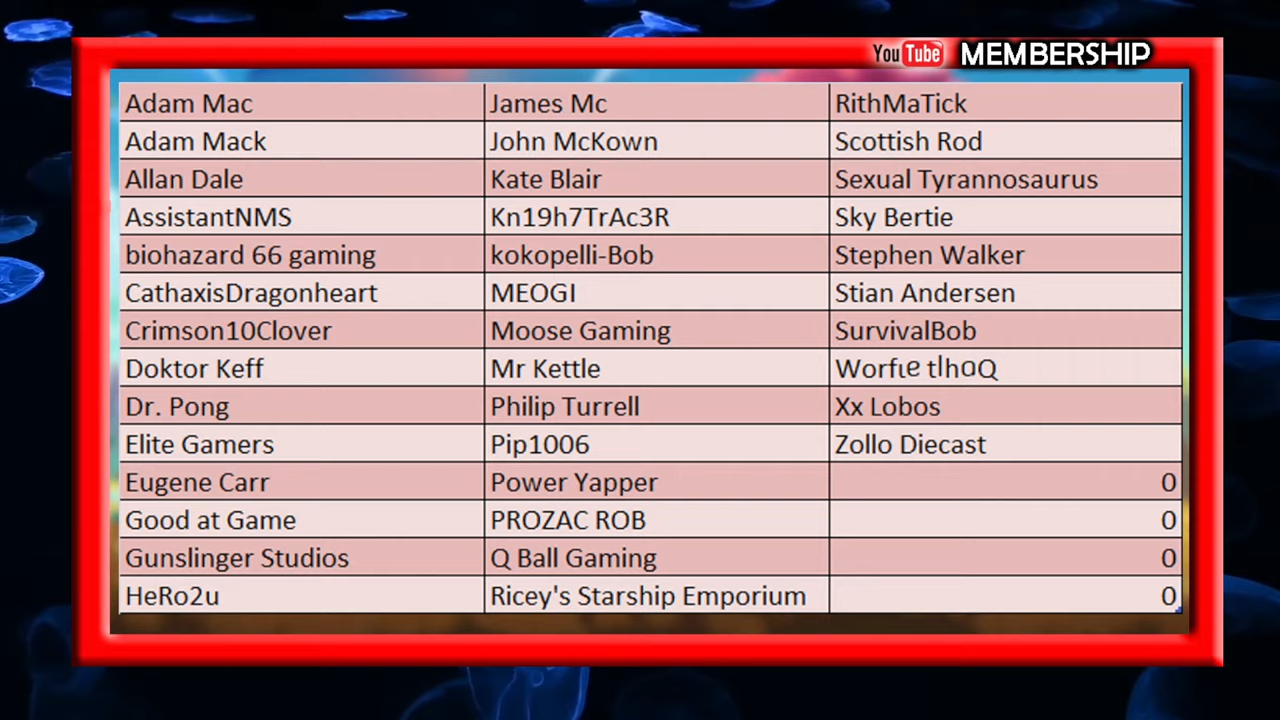 YouTube MEMBERSHIP
Adam Mac James Mc RithMaTick
Adam Mack John McKown Scottish Rod
Allan Dale Kate Blair Sexual Tyrannosaurus
AssistantNMS Kn19h7TrAc3R Sky Bertie
biohazard 66 gaming kokopelli-Bob Stephen Walker
CathaxisDragonheart MEOGI Stian Andersen
Crimson10Clover Moose Gaming SurvivalBob
Doktor Keff Mr Kettle Worfιҽ tlhαQ
Dr. Pong Philip Turrell Xx Lobos
Elite Gamers Pip1006 Zollo Diecast
Eugene Carr Power Yapper 0
Good at Game PROZAC ROB 0
Gunslinger Studios Q Ball Gaming 0
HeRo2u Ricey's Starship Emporium 0